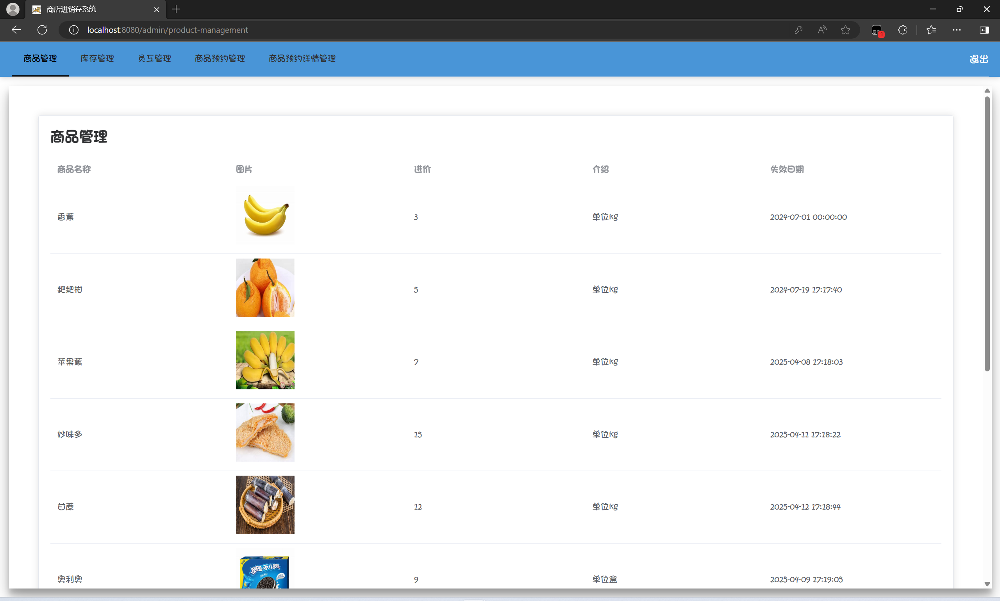 商店进销存系统
localhost:8080/admin/product-management
1
商品管理 库存管理 员工管理 商品预约管理 商品预约详情管理 退出
商品管理
商品名称 图片 进价 介绍 失效日期
香蕉 3 单位kg 2024-07-01 00:00:00
耙耙柑 5 单位kg 2024-07-19 17:17:40
苹果蕉 7 单位kg 2025-04-08 17:18:03
妙味多 15 单位kg 2025-04-11 17:18:22
甘蔗 12 单位kg 2025-04-12 17:18:44
奥利奥
奥利奥 9 单位盒 2025-04-09 17:19:05